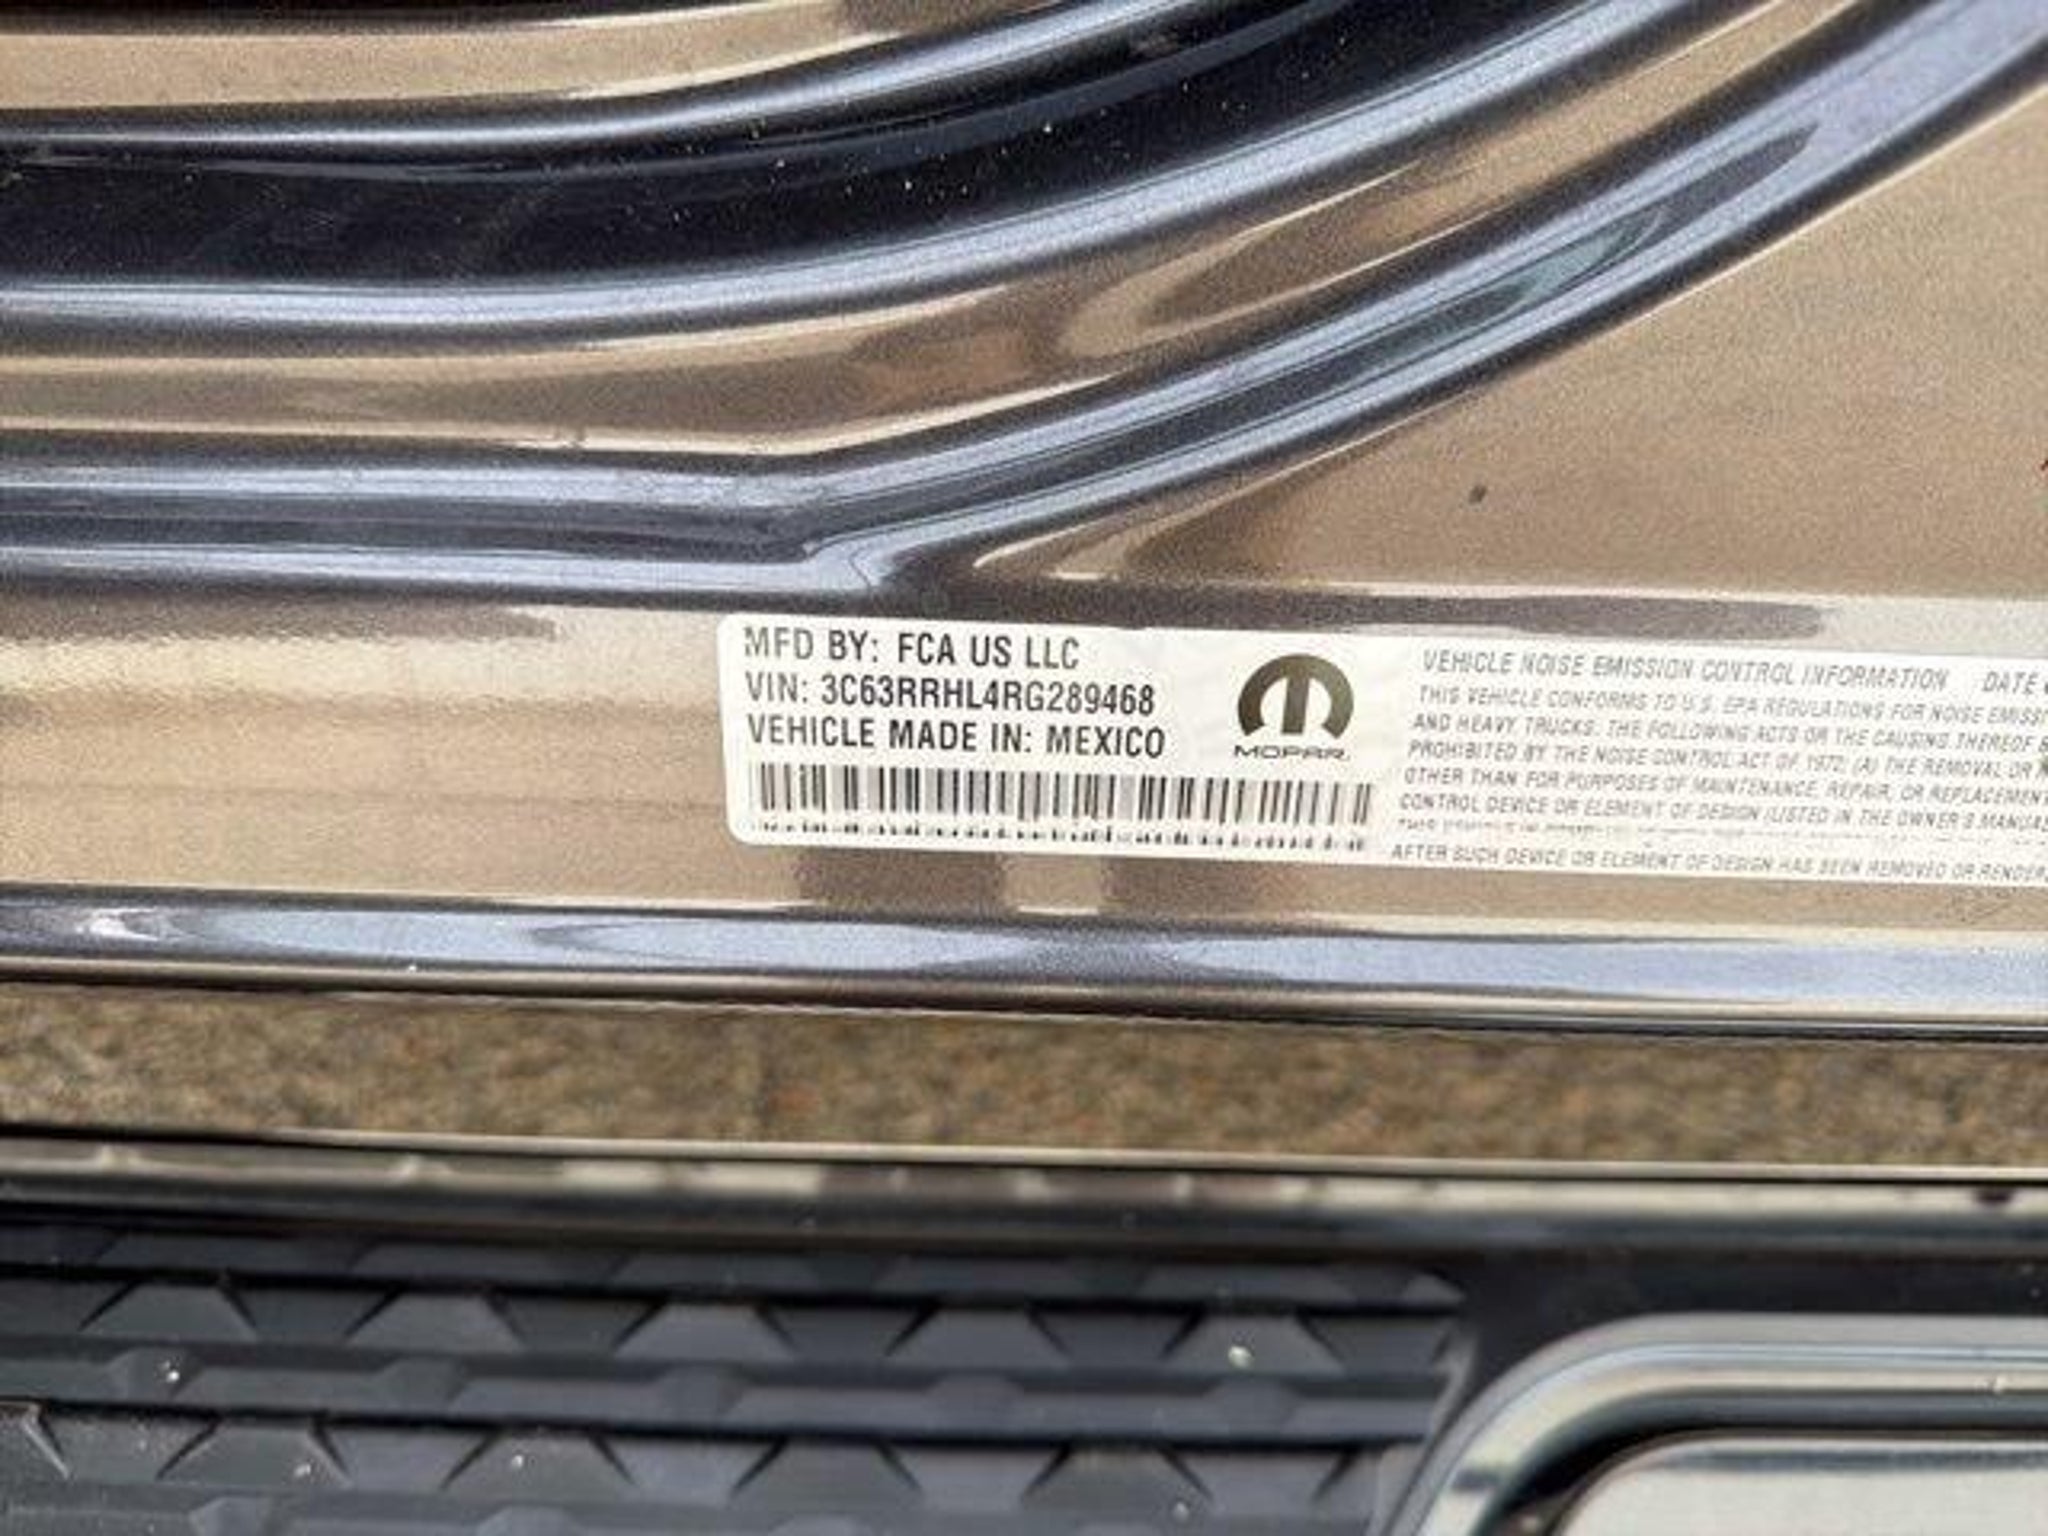 MFD BY: FCA US LLC
VIN: 3C63RRHL4RG289468
VEHICLE MADE IN: MEXICO
MOPAR
VEHICLE NOISE EMISSION CONTROL INFORMATION DATE
THIS VEHICLE CONFORMS TO U.S. EPA REGULATIONS FOR NOISE
AND HEAVY TRUCKS. THE FOLLOWING ACTS OR THE CAUSING THEREOF
PROHIBITED BY THE NOISE CONTROL ACT OF 1972: (A) THE REMOVAL OR
OTHER THAN FOR PURPOSES OF MAINTENANCE, REPAIR, OR REPLACEMENT
CONTROL DEVICE OR ELEMENT OF DESIGN (LISTED IN THE OWNER'S
AFTER SUCH DEVICE OR ELEMENT OF DESIGN HAS BEEN REMOVED OR